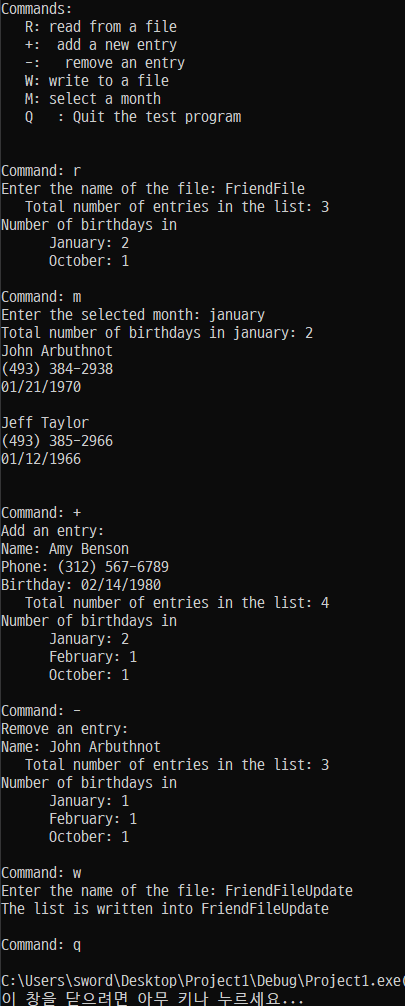 Commands:
   R: read from a file
   +:  add a new entry
   -:   remove an entry
   W: write to a file
   M: select a month
   Q   : Quit the test program

Command: r
Enter the name of the file: FriendFile
   Total number of entries in the list: 3
Number of birthdays in
      January: 2
      October: 1

Command: m
Enter the selected month: january
Total number of birthdays in january: 2
John Arbuthnot
(493) 384-2938
01/21/1970

Jeff Taylor
(493) 385-2966
01/12/1966

Command: +
Add an entry:
Name: Amy Benson
Phone: (312) 567-6789
Birthday: 02/14/1980
   Total number of entries in the list: 4
Number of birthdays in
      January: 2
      February: 1
      October: 1

Command: -
Remove an entry:
Name: John Arbuthnot
   Total number of entries in the list: 3
Number of birthdays in
      January: 1
      February: 1
      October: 1

Command: w
Enter the name of the file: FriendFileUpdate
The list is written into FriendFileUpdate

Command: q

C:\Users\sword\Desktop\Project1\Debug\Project1.exe(
이 창을 닫으려면 아무 키나 누르세요...